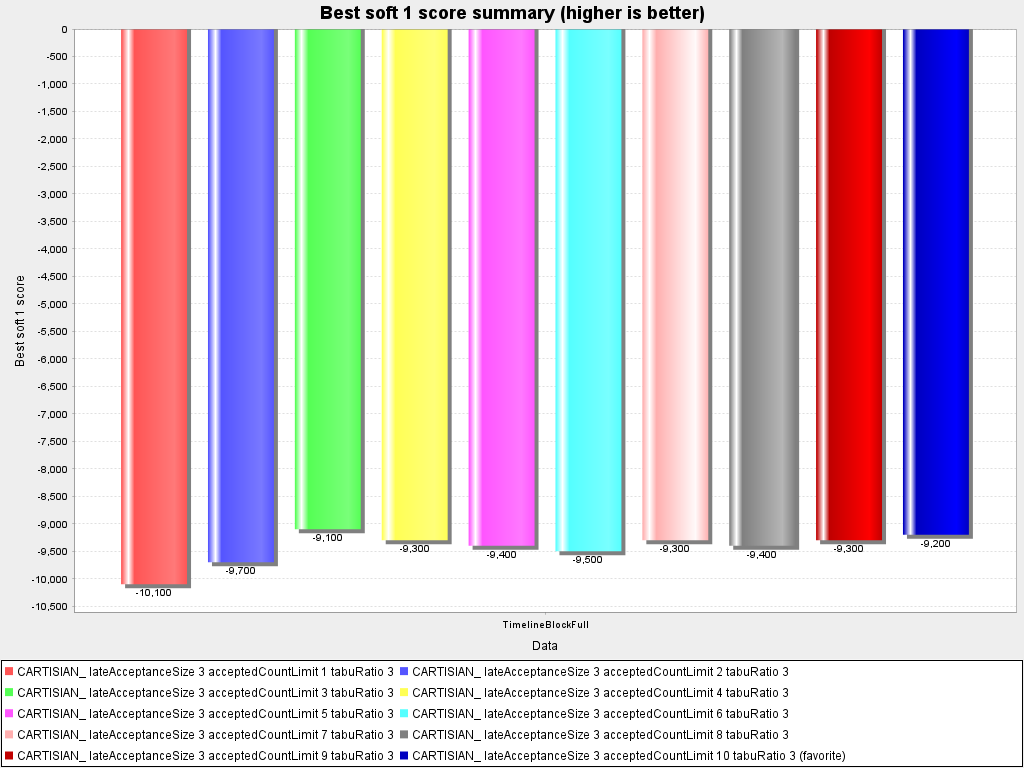 Best soft 1 score summary (higher is better)
0
-500
-1,000
-1,500
-2,000
-2,500
-3,000
-3,500
-4,000
-4,500
-5,000
-5,500
-6,000
-6,500
-7,000
-7,500
-8,000
-8,500
-9,000
-9,500
-10,000
-10,500
Best soft 1 score
-10,100
-9,700
-9,100
-9,300
-9,400
-9,500
-9,300
-9,400
-9,300
-9,200
TimelineBlockFull
Data
CARTISIAN_ lateAcceptanceSize 3 acceptedCountLimit 1 tabuRatio 3
CARTISIAN_ lateAcceptanceSize 3 acceptedCountLimit 2 tabuRatio 3
CARTISIAN_ lateAcceptanceSize 3 acceptedCountLimit 3 tabuRatio 3
CARTISIAN_ lateAcceptanceSize 3 acceptedCountLimit 4 tabuRatio 3
CARTISIAN_ lateAcceptanceSize 3 acceptedCountLimit 5 tabuRatio 3
CARTISIAN_ lateAcceptanceSize 3 acceptedCountLimit 6 tabuRatio 3
CARTISIAN_ lateAcceptanceSize 3 acceptedCountLimit 7 tabuRatio 3
CARTISIAN_ lateAcceptanceSize 3 acceptedCountLimit 8 tabuRatio 3
CARTISIAN_ lateAcceptanceSize 3 acceptedCountLimit 9 tabuRatio 3
CARTISIAN_ lateAcceptanceSize 3 acceptedCountLimit 10 tabuRatio 3 (favorite)